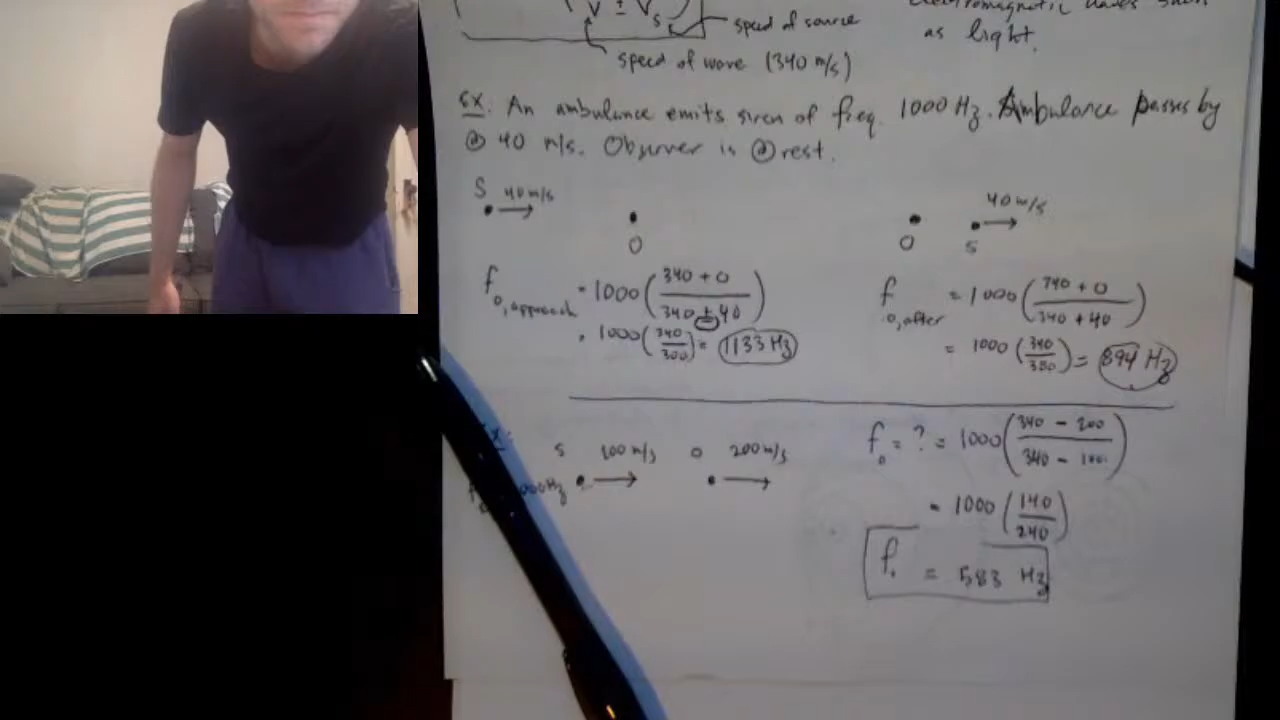 V ± Vs
speed of source
speed of wave (340 m/s)
as light.
Ex: An ambulance emits siren of freq. 1000 Hz. Ambulance passes by
@ 40 m/s. Observer is @ rest.
S 40 m/s
O
40 m/s
O S
f o, approach = 1000 (340 + 0 / 340 ± 40)
= 1000 (340/300) = 1133 Hz
f o, after = 1000 (340 + 0 / 340 + 40)
= 1000 (340/380) = 894 Hz
S 100 m/s O 200 m/s
f o = ? = 1000 (340 - 200 / 340 - 100)
= 1000 (140/240)
f o = 583 Hz